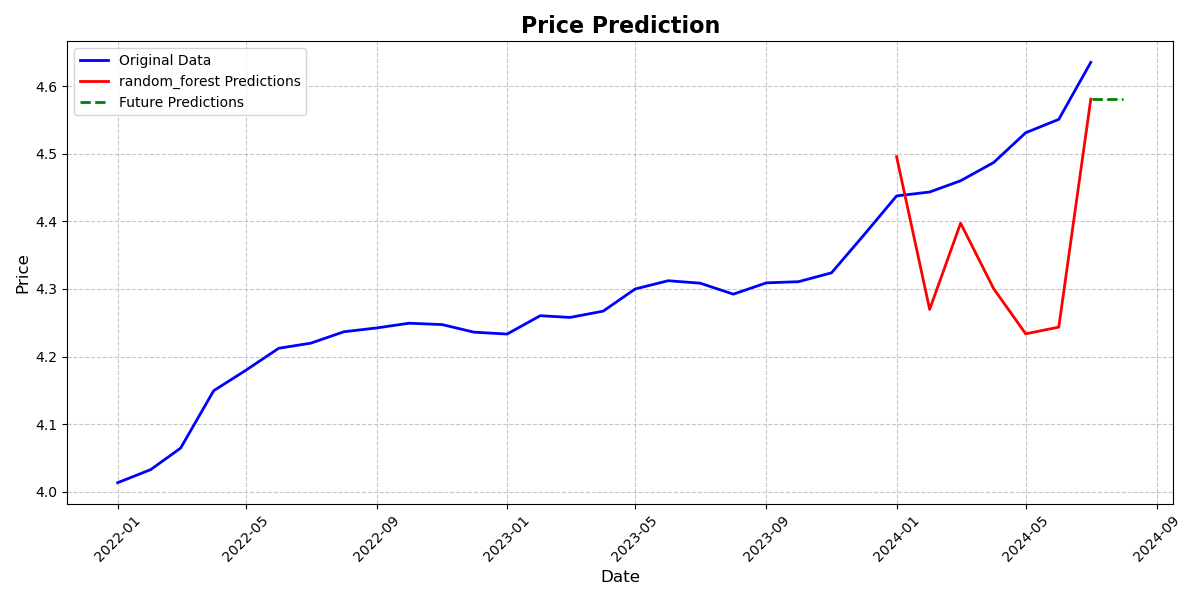 Price Prediction
Original Data
random_forest Predictions
Future Predictions
Price
4.6
4.5
4.4
4.3
4.2
4.1
4.0
2022-01
2022-05
2022-09
2023-01
2023-05
2023-09
2024-01
2024-05
2024-09
Date